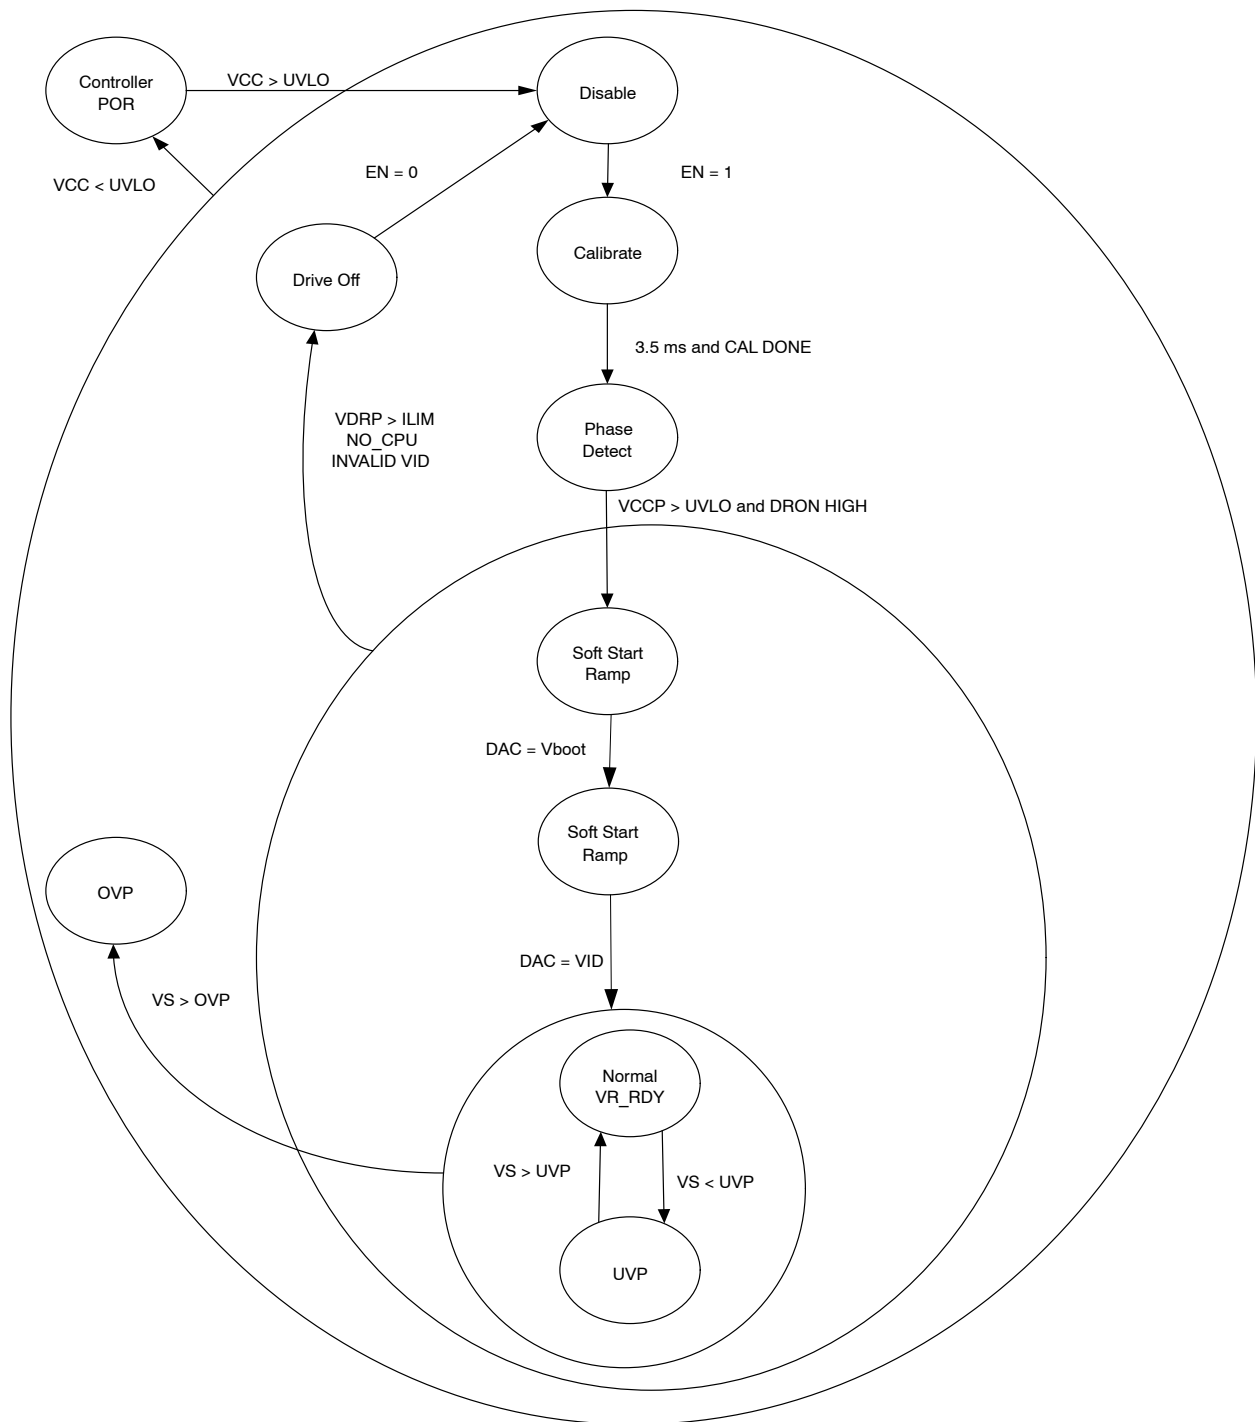 Controller
POR
VCC > UVLO
Disable
VCC < UVLO
EN = 0
EN = 1
Calibrate
Drive Off
3.5 ms and CAL DONE
VDRP > ILIM
NO_CPU
INVALID VID
Phase
Detect
VCCP > UVLO and DRON HIGH
Soft Start
Ramp
DAC = Vboot
Soft Start
Ramp
OVP
DAC = VID
VS > OVP
Normal
VR_RDY
VS > UVP
VS < UVP
UVP